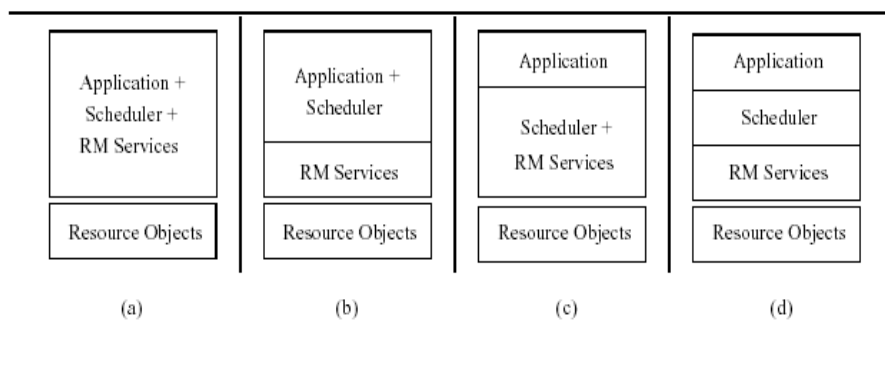 Application +
Scheduler +
RM Services
Resource Objects
(a)
Application +
Scheduler
RM Services
Resource Objects
(b)
Application
Scheduler +
RM Services
Resource Objects
(c)
Application
Scheduler
RM Services
Resource Objects
(d)